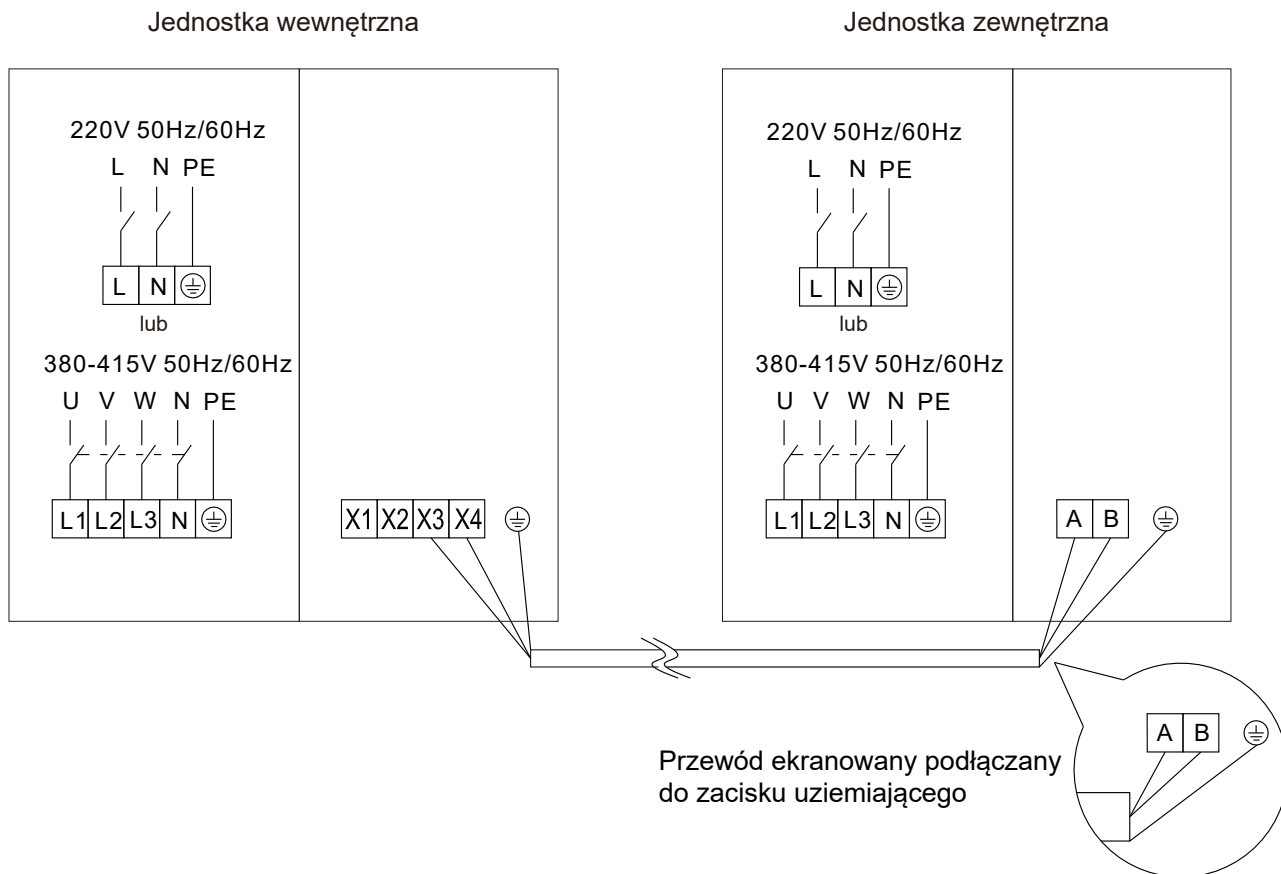 Jednostka wewnętrzna
220V 50Hz/60Hz
L N PE
L N
lub
380-415V 50Hz/60Hz
U V W N PE
L1 L2 L3 N
X1 X2 X3 X4
Jednostka zewnętrzna
220V 50Hz/60Hz
L N PE
L N
lub
380-415V 50Hz/60Hz
U V W N PE
L1 L2 L3 N
A B
Przewód ekranowany podłączany
do zacisku uziemiającego
A B